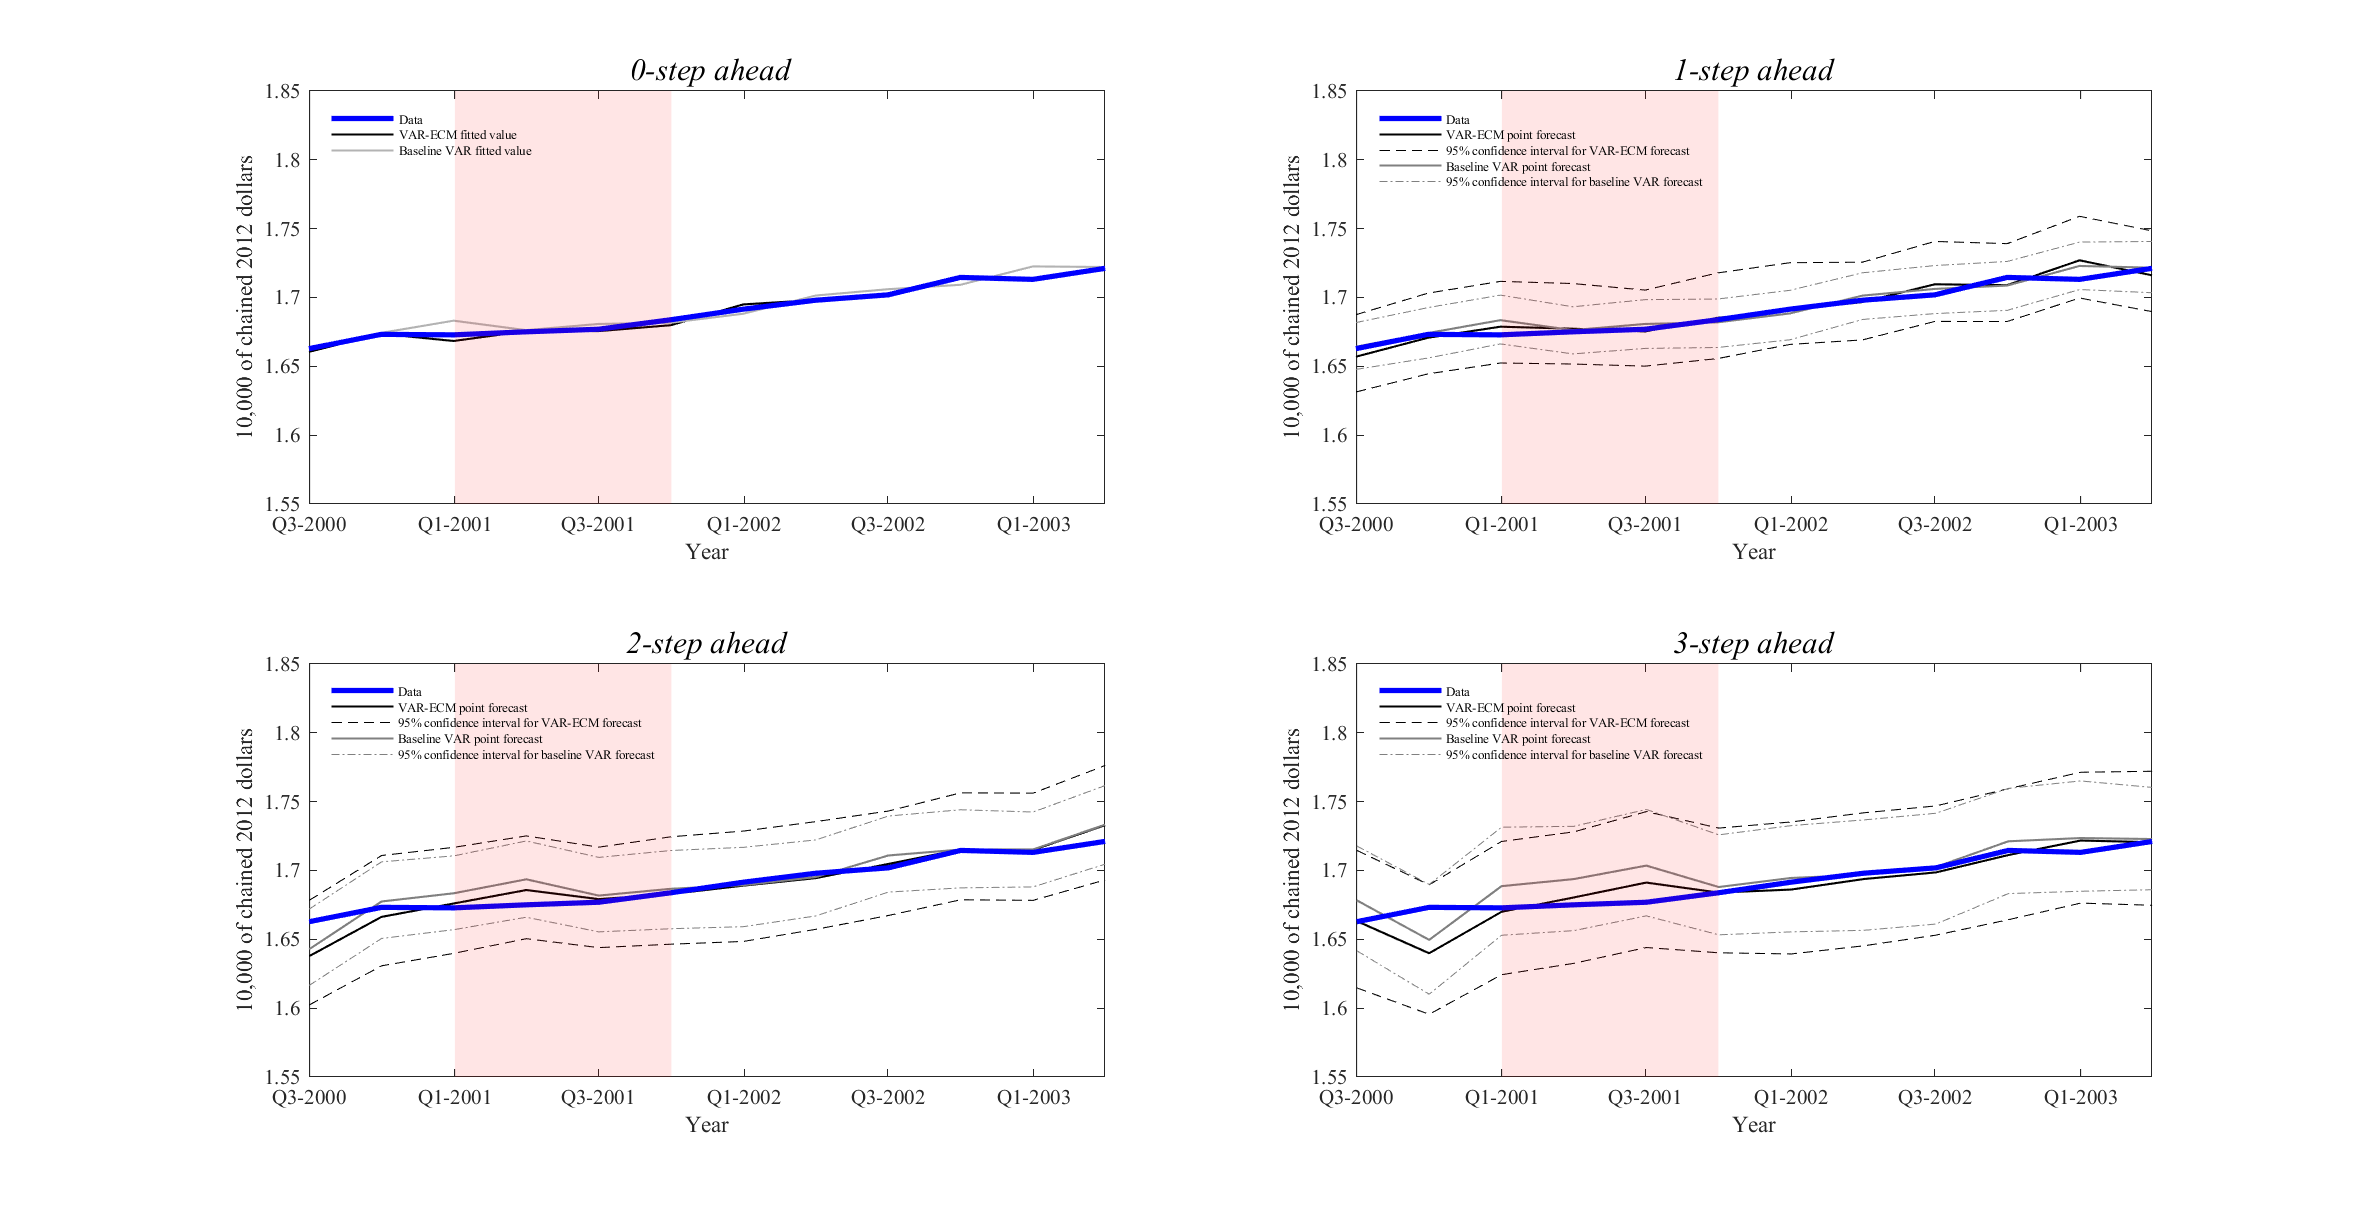 0-step ahead
1.85
1.8
1.75
1.7
1.65
1.6
1.55
10,000 of chained 2012 dollars
Data
VAR-ECM fitted value
Baseline VAR fitted value
Q3-2000 Q1-2001 Q3-2001 Q1-2002 Q3-2002 Q1-2003
Year
1-step ahead
1.85
1.8
1.75
1.7
1.65
1.6
1.55
10,000 of chained 2012 dollars
Data
VAR-ECM point forecast
95% confidence interval for VAR-ECM forecast
Baseline VAR point forecast
95% confidence interval for baseline VAR forecast
Q3-2000 Q1-2001 Q3-2001 Q1-2002 Q3-2002 Q1-2003
Year
2-step ahead
1.85
1.8
1.75
1.7
1.65
1.6
1.55
10,000 of chained 2012 dollars
Data
VAR-ECM point forecast
95% confidence interval for VAR-ECM forecast
Baseline VAR point forecast
95% confidence interval for baseline VAR forecast
Q3-2000 Q1-2001 Q3-2001 Q1-2002 Q3-2002 Q1-2003
Year
3-step ahead
1.85
1.8
1.75
1.7
1.65
1.6
1.55
10,000 of chained 2012 dollars
Data
VAR-ECM point forecast
95% confidence interval for VAR-ECM forecast
Baseline VAR point forecast
95% confidence interval for baseline VAR forecast
Q3-2000 Q1-2001 Q3-2001 Q1-2002 Q3-2002 Q1-2003
Year